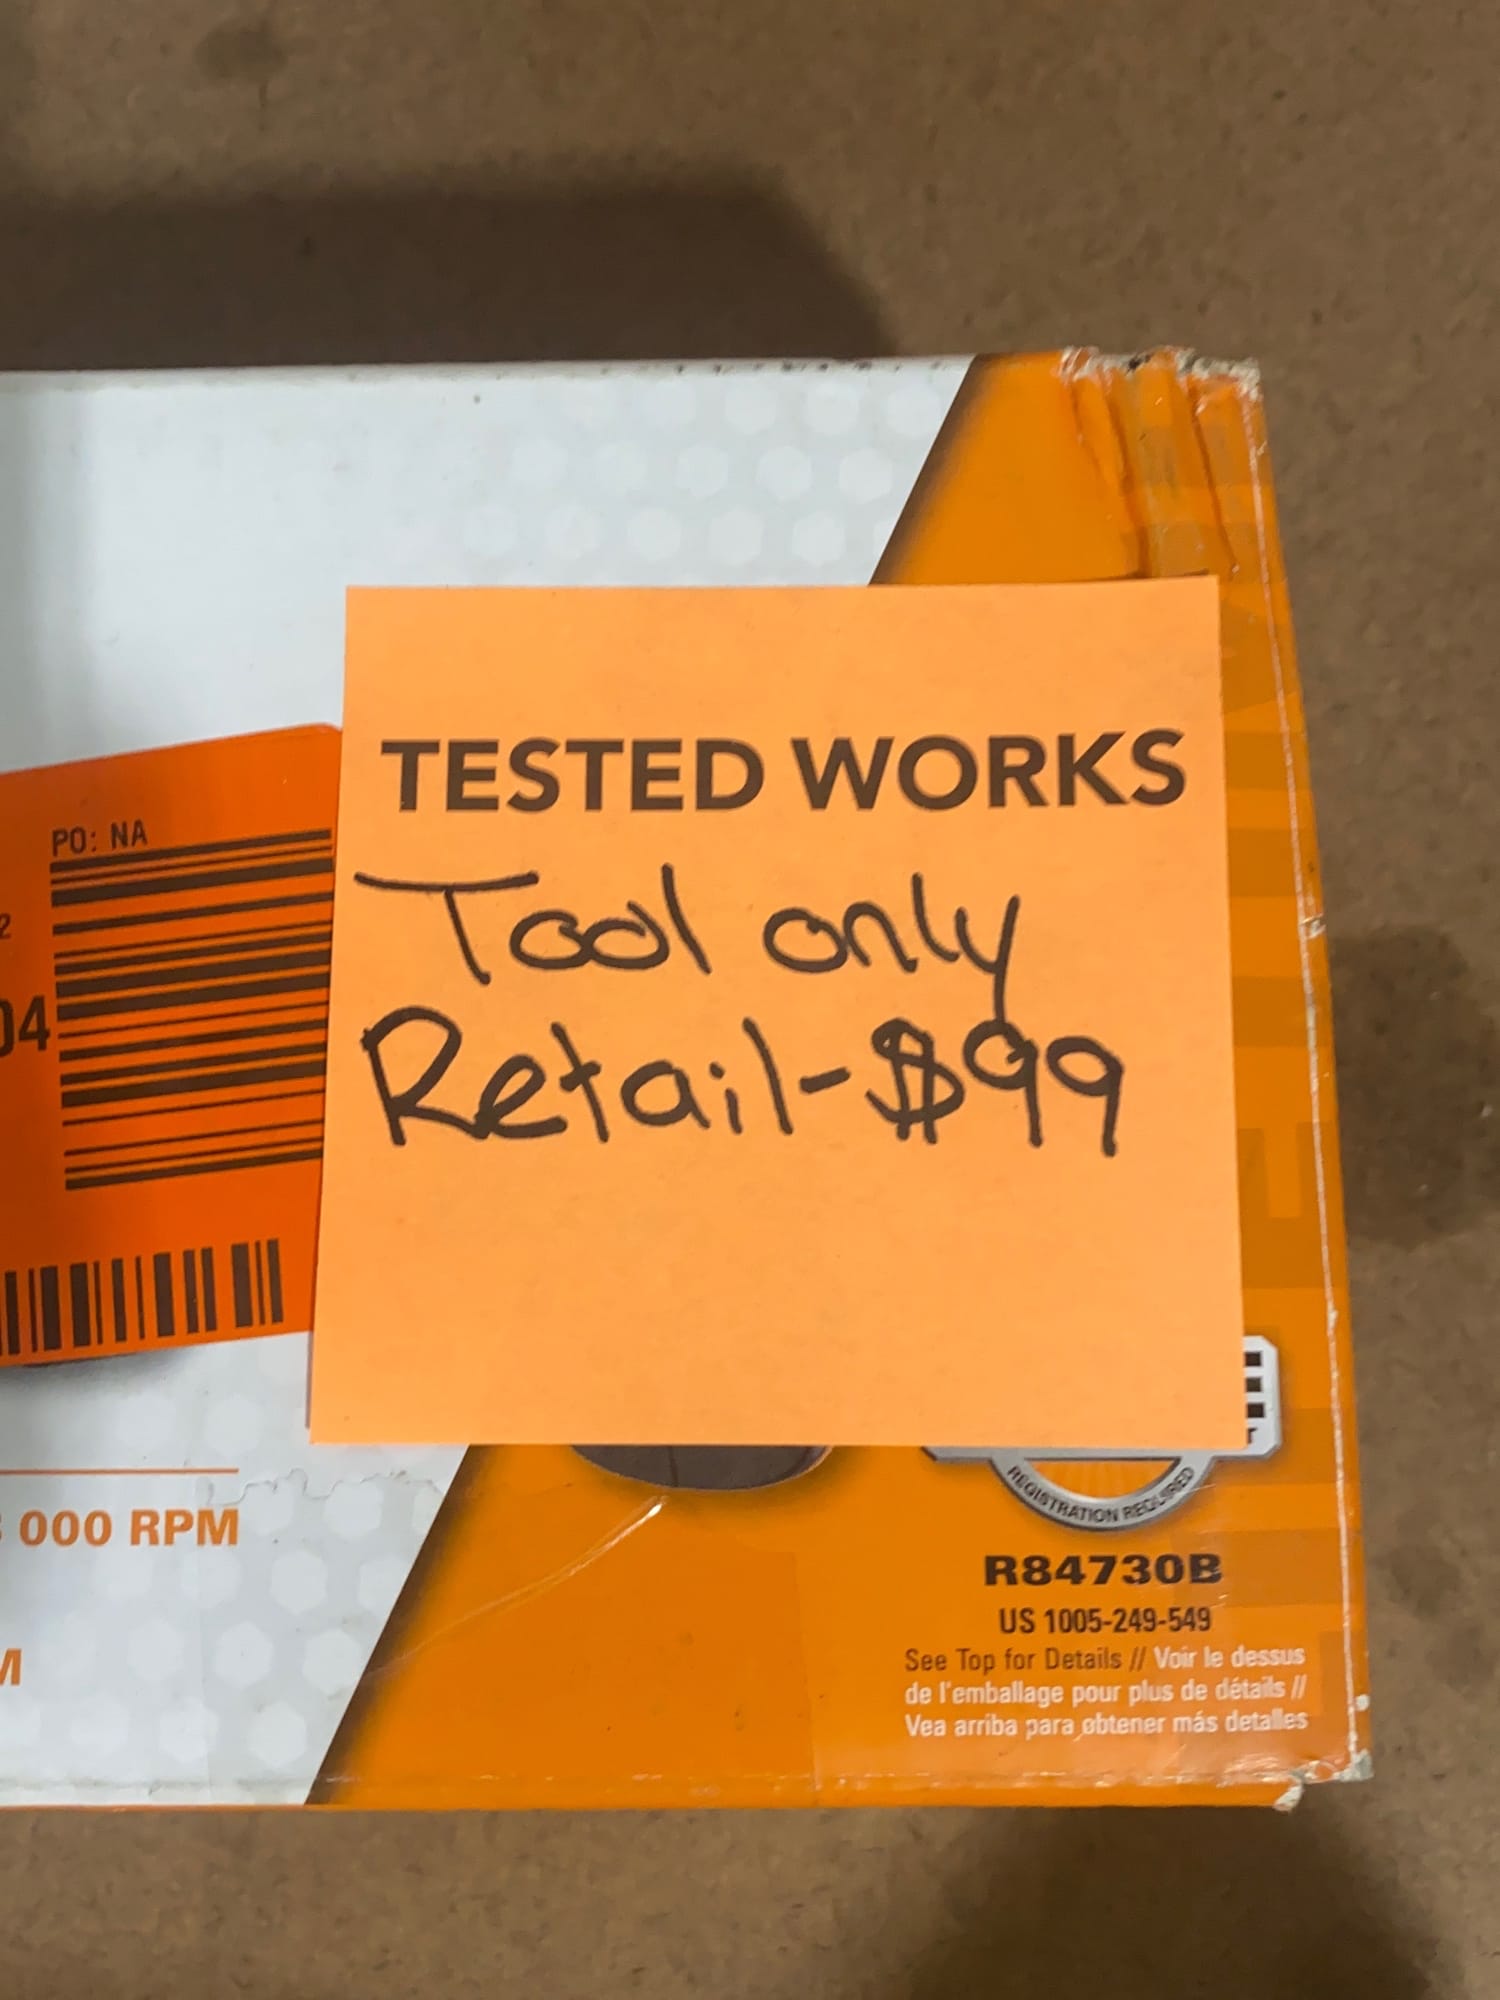 TESTED WORKS
Tool only
Retail-$99
PO: NA
2
04
000 RPM
M
REGISTRATION REQUIRED
R84730B
US 1005-249-549
See Top for Details // Voir le dessus
de l'emballage pour plus de détails //
Vea arriba para obtener más detalles